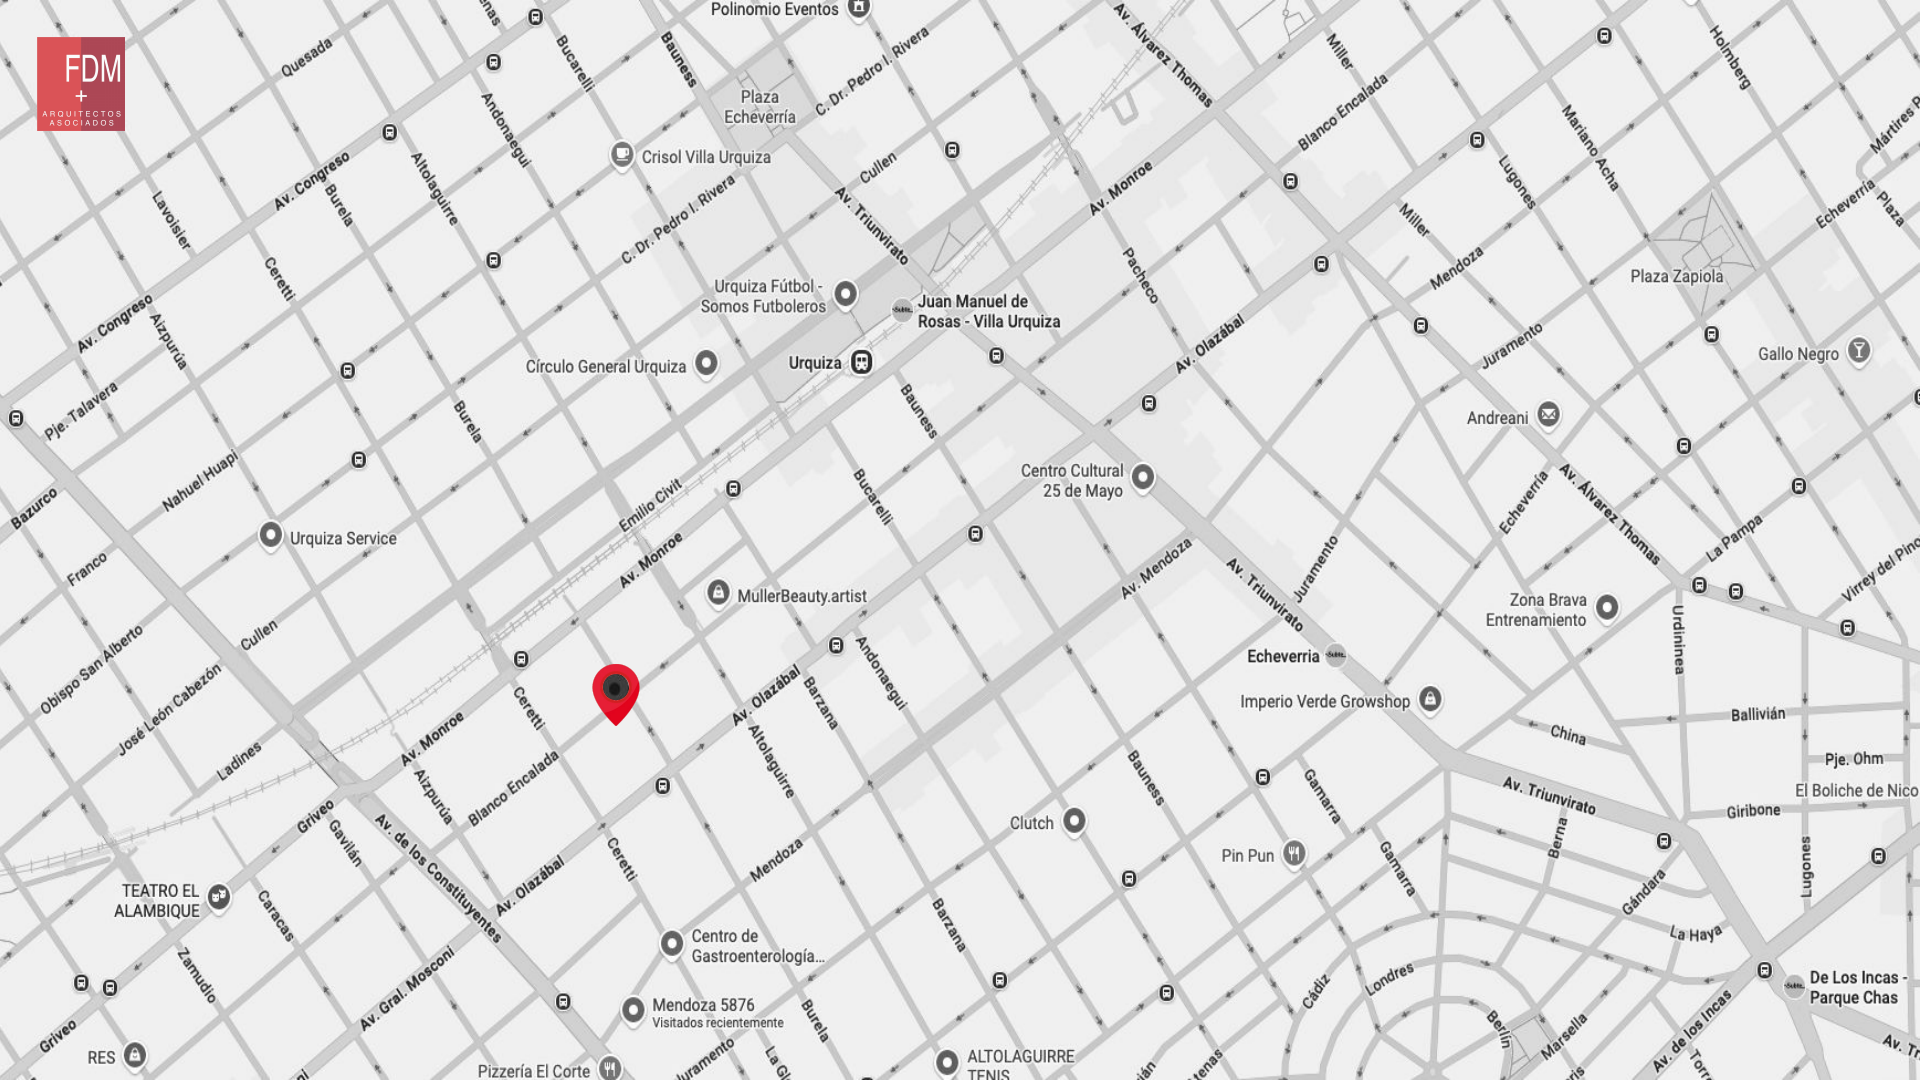 Polinomio Eventos
Av. Álvarez Thomas
Quesada
Bucarelli
Bauness
C. Dr. Pedro I. Rivera
Miller
Holmberg
FDM
+
ARQUITECTOS
ASOCIADOS
Plaza
Echeverría
Blanco Encalada
Andonaegui
Mariano Acha
Crisol Villa Urquiza
Cullen
Av. Congreso
Altolaguirre
Burela
Lavoisier
C. Dr. Pedro I. Rivera
Av. Triunvirato
Av. Monroe
Lugones
Miller
Echeverría
Plaza
Ceretti
Pacheco
Mendoza
Plaza Zapiola
Urquiza Fútbol -
Somos Futboleros
Juan Manuel de
Rosas - Villa Urquiza
Av. Congreso
Aizpurúa
Av. Olazábal
Juramento
Gallo Negro
Círculo General Urquiza
Urquiza
Pje. Talavera
Burela
Bauness
Andreani
Nahuel Huapi
Centro Cultural
25 de Mayo
Bucarelli
Emilio Civit
Bazurco
Echeverría
Av. Álvarez Thomas
La Pampa
Urquiza Service
Av. Monroe
Franco
Av. Mendoza
Av. Triunvirato
Juramento
MullerBeauty.artist
Zona Brava
Entrenamiento
Virrey del Pino
Cullen
Obispo San Alberto
Urdininea
Echeverria
José León Cabezón
Andonaegui
Barzana
Av. Olazábal
Ceretti
Imperio Verde Growshop
Ballivián
China
Av. Monroe
Ladines
Altolaguirre
Blanco Encalada
Aizpurúa
Bauness
Gamarra
Pje. Ohm
El Boliche de Nico
Av. Triunvirato
Giribone
Griveo
Gavilán
Clutch
Berna
Pin Pun
Gamarra
Lugones
Av. de los Constituyentes
Ceretti
Mendoza
Av. Olazábal
Gándara
TEATRO EL
ALAMBIQUE
Caracas
Barzana
La Haya
Centro de
Gastroenterología...
Zamudio
Av. Gral. Mosconi
Cádiz
Londres
De Los Incas -
Parque Chas
Mendoza 5876
Visitados recientemente
Burela
Berlín
Marsella
Av. de los Incas
Griveo
RES
Pizzería El Corte
Juramento
ALTOLAGUIRRE
TENIS